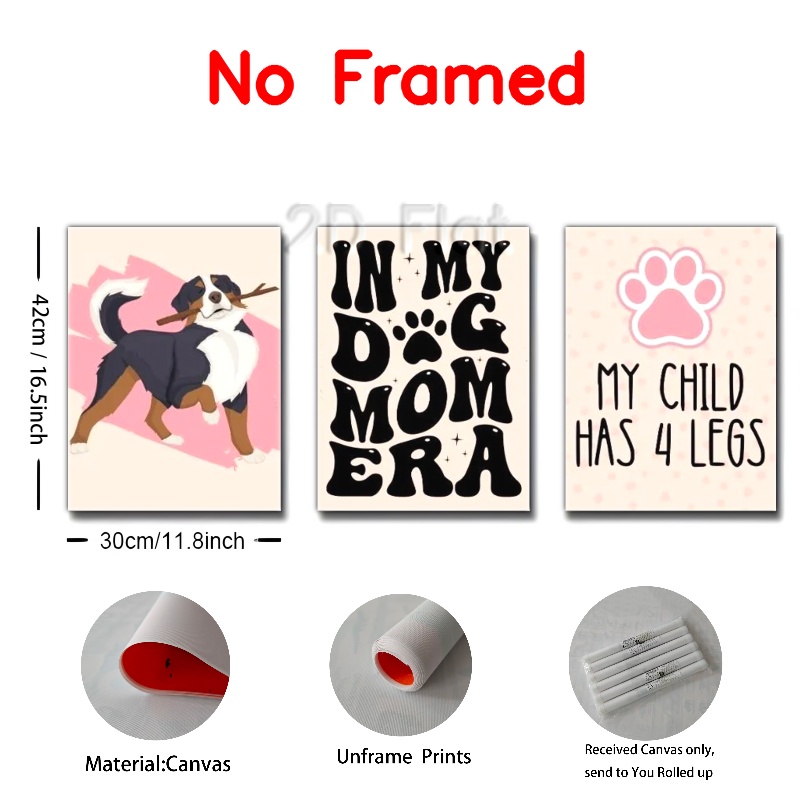 No Framed
2D Flat
IN MY
DOG
MOM
ERA
MY CHILD
HAS 4 LEGS
42cm / 16.5inch
30cm/11.8inch
Material:Canvas
Unframe Prints
Received Canvas only,
send to You Rolled up